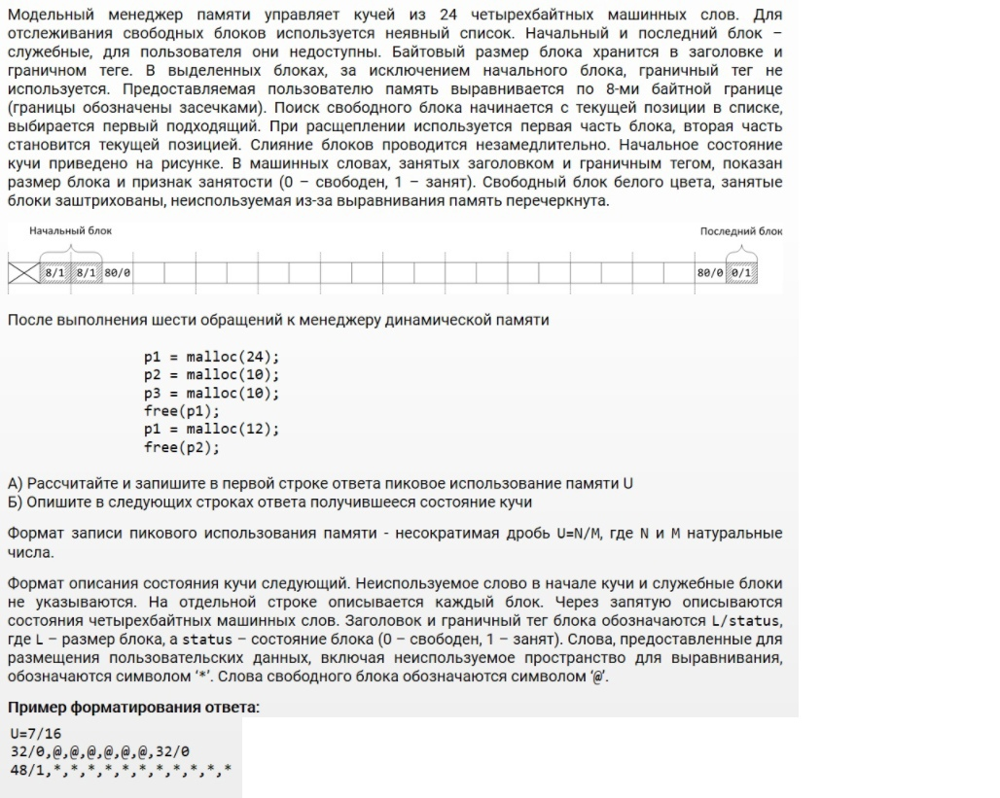 Модельный менеджер памяти управляет кучей из 24 четырехбайтных машинных слов. Для
отслеживания свободных блоков используется неявный список. Начальный и последний блок –
служебные, для пользователя они недоступны. Байтовый размер блока хранится в заголовке и
граничном теге. В выделенных блоках, за исключением начального блока, граничный тег не
используется. Предоставляемая пользователю память выравнивается по 8-ми байтной границе
(границы обозначены засечками). Поиск свободного блока начинается с текущей позиции в списке,
выбирается первый подходящий. При расщеплении используется первая часть блока, вторая часть
становится текущей позицией. Слияние блоков проводится незамедлительно. Начальное состояние
кучи приведено на рисунке. В машинных словах, занятых заголовком и граничным тегом, показан
размер блока и признак занятости (0 – свободен, 1 – занят). Свободный блок белого цвета, занятые
блоки заштрихованы, неиспользуемая из-за выравнивания память перечеркнута.
Начальный блок Последний блок
8/1 8/1 80/0 80/0 0/1
После выполнения шести обращений к менеджеру динамической памяти
p1 = malloc(24);
p2 = malloc(10);
p3 = malloc(10);
free(p1);
p1 = malloc(12);
free(p2);
А) Рассчитайте и запишите в первой строке ответа пиковое использование памяти U
Б) Опишите в следующих строках ответа получившееся состояние кучи
Формат записи пикового использования памяти - несократимая дробь U=N/M, где N и M натуральные
числа.
Формат описания состояния кучи следующий. Неиспользуемое слово в начале кучи и служебные блоки
не указываются. На отдельной строке описывается каждый блок. Через запятую описываются
состояния четырехбайтных машинных слов. Заголовок и граничный тег блока обозначаются L/status,
где L – размер блока, а status – состояние блока (0 – свободен, 1 – занят). Слова, предоставленные для
размещения пользовательских данных, включая неиспользуемое пространство для выравнивания,
обозначаются символом ‘*’. Слова свободного блока обозначаются символом ‘@’.
Пример форматирования ответа:
U=7/16
32/0,@,@,@,@,@,@,32/0
48/1,*,*,*,*,*,*,*,*,*,*,*